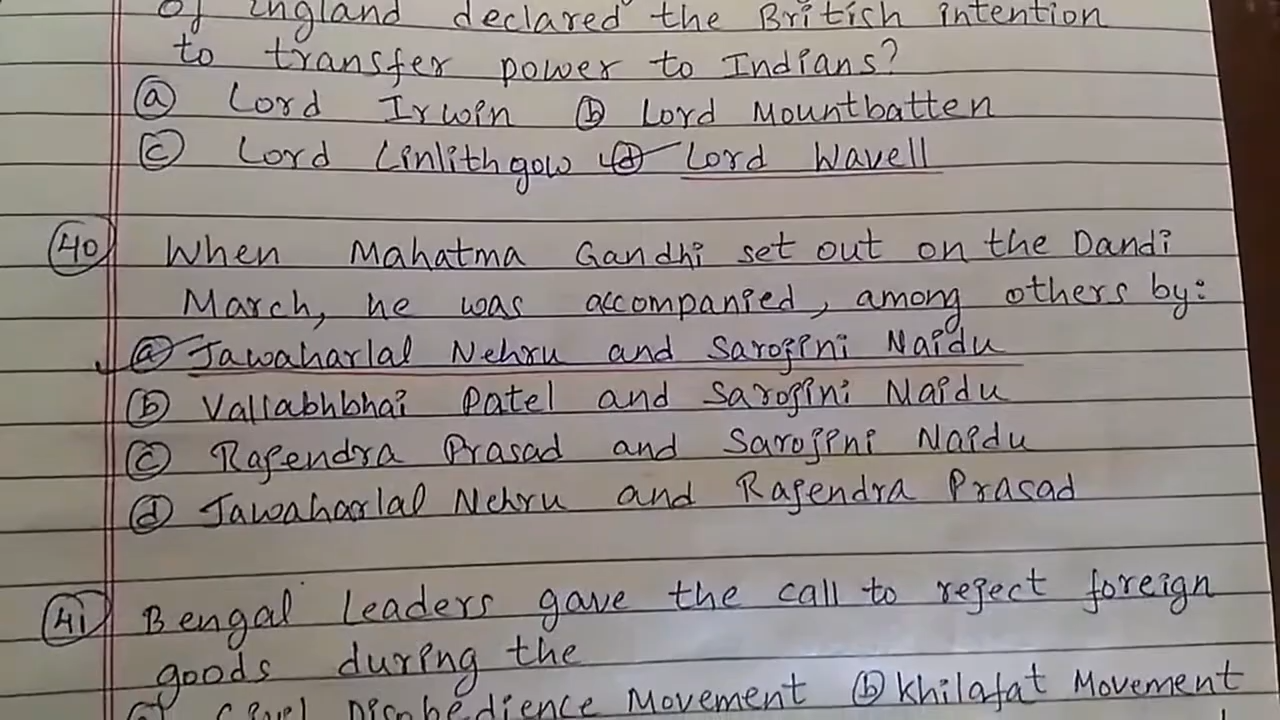 of England declared the British intention
to transfer power to Indians?
ⓐ Lord Irwin ⓑ Lord Mountbatten
ⓒ Lord Linlithgow ⓓ Lord Wavell
㊵ When Mahatma Gandhi set out on the Dandi
March, he was accompanied, among others by:
ⓐ Jawaharlal Nehru and Sarojini Naidu
ⓑ Vallabhbhai Patel and Sarojini Naidu
ⓒ Rajendra Prasad and Sarojini Naidu
ⓓ Jawaharlal Nehru and Rajendra Prasad
㊶ Bengal leaders gave the call to reject foreign
goods during the
ⓐ Civil Disobedience Movement ⓑ Khilafat Movement